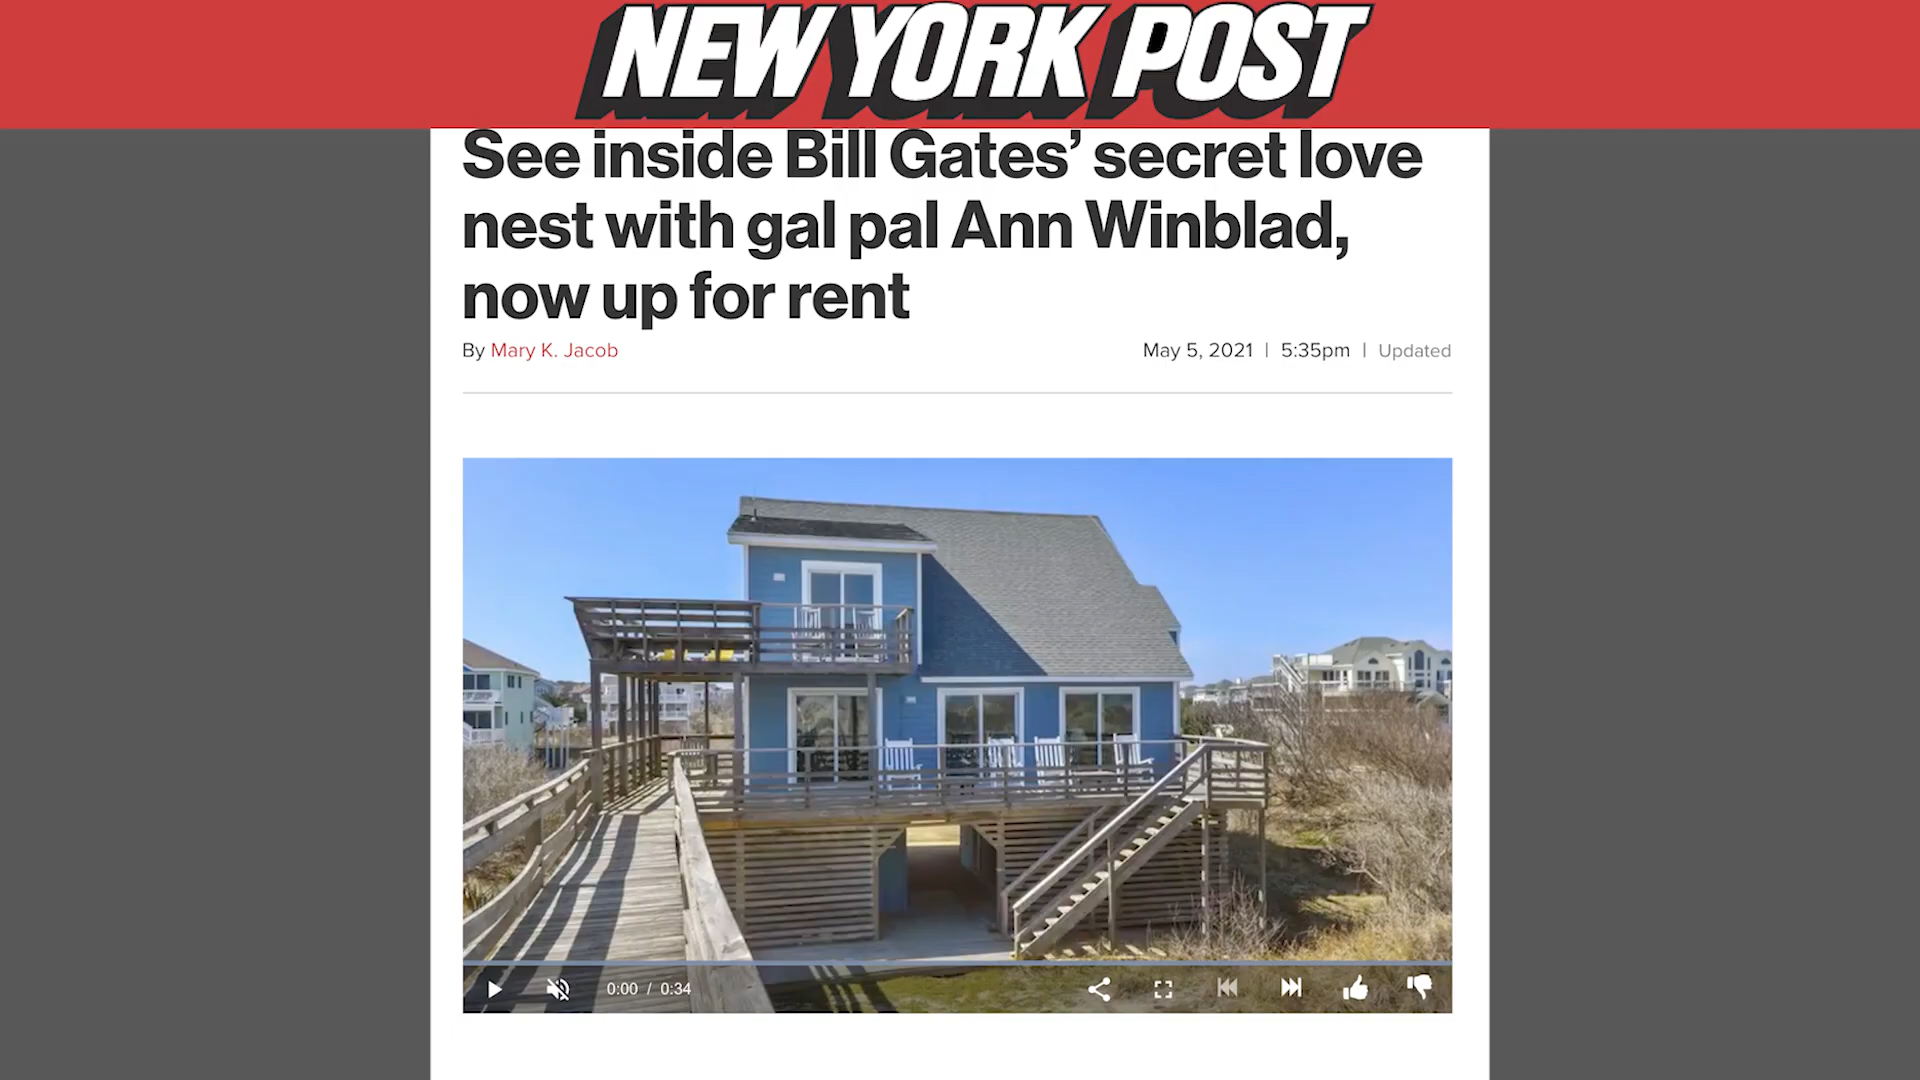 NEW YORK POST
See inside Bill Gates’ secret love
nest with gal pal Ann Winblad,
now up for rent
By Mary K. Jacob
May 5, 2021 | 5:35pm | Updated
0:00 / 0:34